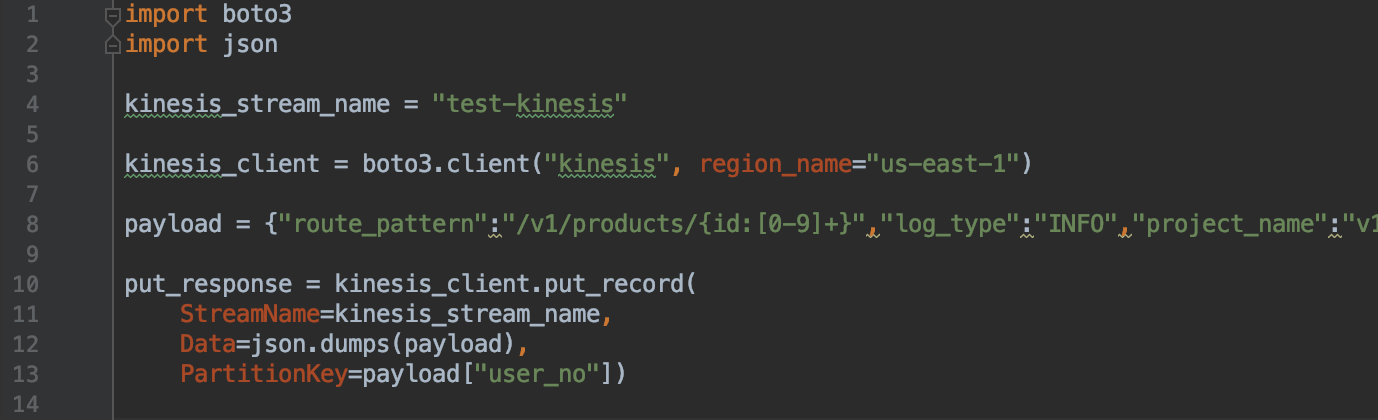 1 import boto3
2 import json
3
4 kinesis_stream_name = "test-kinesis"
5
6 kinesis_client = boto3.client("kinesis", region_name="us-east-1")
7
8 payload = {"route_pattern":"/v1/products/{id:[0-9]+}","log_type":"INFO","project_name":"v1
9
10 put_response = kinesis_client.put_record(
11     StreamName=kinesis_stream_name,
12     Data=json.dumps(payload),
13     PartitionKey=payload["user_no"])
14